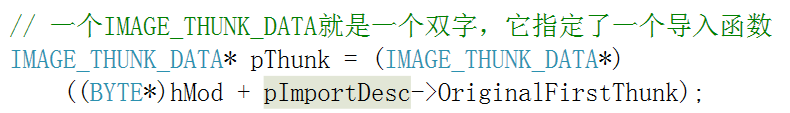 // 一个IMAGE_THUNK_DATA就是一个双字，它指定了一个导入函数
IMAGE_THUNK_DATA* pThunk = (IMAGE_THUNK_DATA*)
((BYTE*)hMod + pImportDesc->OriginalFirstThunk);